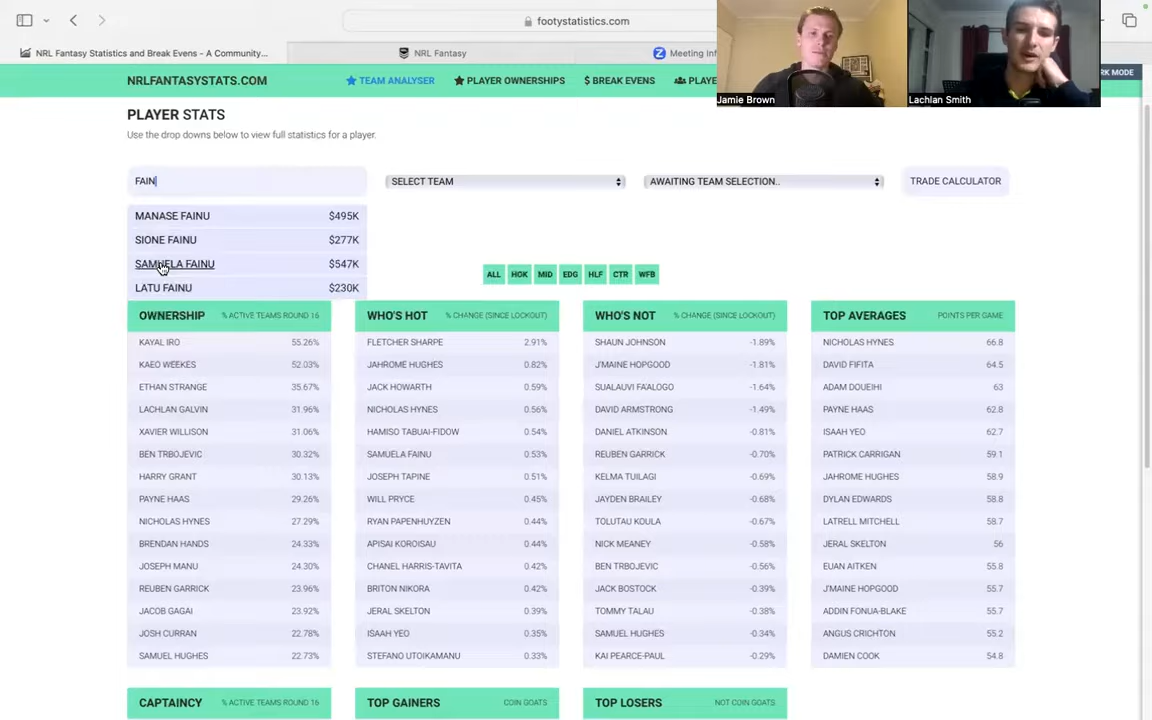 footystatistics.com
NRL Fantasy Statistics and Break Evens - A Community...
NRL Fantasy
Meeting Inf
NRLFANTASYSTATS.COM
TEAM ANALYSER
PLAYER OWNERSHIPS
$ BREAK EVENS
PLAYE
RK MODE
Jamie Brown
Lachlan Smith
PLAYER STATS
Use the drop downs below to view full statistics for a player.
FAIN
SELECT TEAM
AWAITING TEAM SELECTION..
TRADE CALCULATOR
MANASE FAINU $495K
SIONE FAINU $277K
SAMUELA FAINU $547K
LATU FAINU $230K
ALL HOK MID EDG HLF CTR WFB
OWNERSHIP % ACTIVE TEAMS ROUND 16
KAYAL IRO 55.26%
KAEO WEEKES 52.03%
ETHAN STRANGE 35.67%
LACHLAN GALVIN 31.96%
XAVIER WILLISON 31.06%
BEN TRBOJEVIC 30.32%
HARRY GRANT 30.13%
PAYNE HAAS 29.26%
NICHOLAS HYNES 27.29%
BRENDAN HANDS 24.33%
JOSEPH MANU 24.30%
REUBEN GARRICK 23.96%
JACOB GAGAI 23.92%
JOSH CURRAN 22.78%
SAMUEL HUGHES 22.73%
WHO'S HOT % CHANGE (SINCE LOCKOUT)
FLETCHER SHARPE 2.91%
JAHROME HUGHES 0.82%
JACK HOWARTH 0.59%
NICHOLAS HYNES 0.56%
HAMISO TABUAI-FIDOW 0.54%
SAMUELA FAINU 0.53%
JOSEPH TAPINE 0.51%
WILL PRYCE 0.45%
RYAN PAPENHUYZEN 0.44%
APISAI KOROISAU 0.44%
CHANEL HARRIS-TAVITA 0.42%
BRITON NIKORA 0.42%
JERAL SKELTON 0.39%
ISAAH YEO 0.35%
STEFANO UTOIKAMANU 0.33%
WHO'S NOT % CHANGE (SINCE LOCKOUT)
SHAUN JOHNSON -1.89%
J'MAINE HOPGOOD -1.81%
SUALAUVI FA'ALOGO -1.64%
DAVID ARMSTRONG -1.49%
DANIEL ATKINSON -0.81%
REUBEN GARRICK -0.70%
KELMA TUILAGI -0.69%
JAYDEN BRAILEY -0.68%
TOLUTAU KOULA -0.67%
NICK MEANEY -0.58%
BEN TRBOJEVIC -0.56%
JACK BOSTOCK -0.39%
TOMMY TALAU -0.38%
SAMUEL HUGHES -0.34%
KAI PEARCE-PAUL -0.29%
TOP AVERAGES POINTS PER GAME
NICHOLAS HYNES 66.8
DAVID FIFITA 64.5
ADAM DOUEIHI 63
PAYNE HAAS 62.8
ISAAH YEO 62.7
PATRICK CARRIGAN 59.1
JAHROME HUGHES 58.9
DYLAN EDWARDS 58.8
LATRELL MITCHELL 58.7
JERAL SKELTON 56
EUAN AITKEN 55.8
J'MAINE HOPGOOD 55.7
ADDIN FONUA-BLAKE 55.7
ANGUS CRICHTON 55.2
DAMIEN COOK 54.8
CAPTAINCY % ACTIVE TEAMS ROUND 16
TOP GAINERS COIN GOATS
TOP LOSERS NOT COIN GOATS